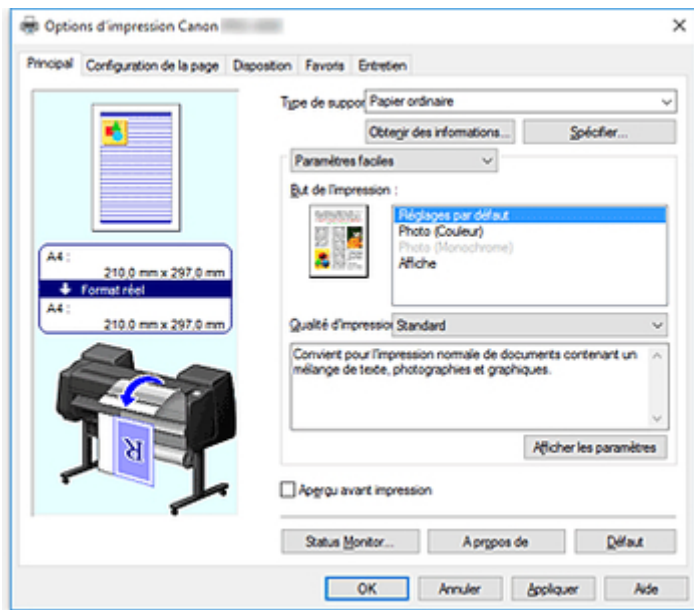 Options d'impression Canon
Principal Configuration de la page Disposition Favoris Entretien
Type de suppor Papier ordinaire
Obtenir des informations... Spécifier...
Paramètres faciles
But de l'impression :
Réglages par défaut
Photo (Couleur)
Photo (Monochrome)
Affiche
A4 :
210,0 mm x 297,0 mm
Format réel
A4 :
210,0 mm x 297,0 mm
Qualité d'impression Standard
Convient pour l'impression normale de documents contenant un
mélange de texte, photographies et graphiques.
R
Afficher les paramètres
Aperçu avant impression
Status Monitor... A propos de Défaut
OK Annuler Appliquer Aide